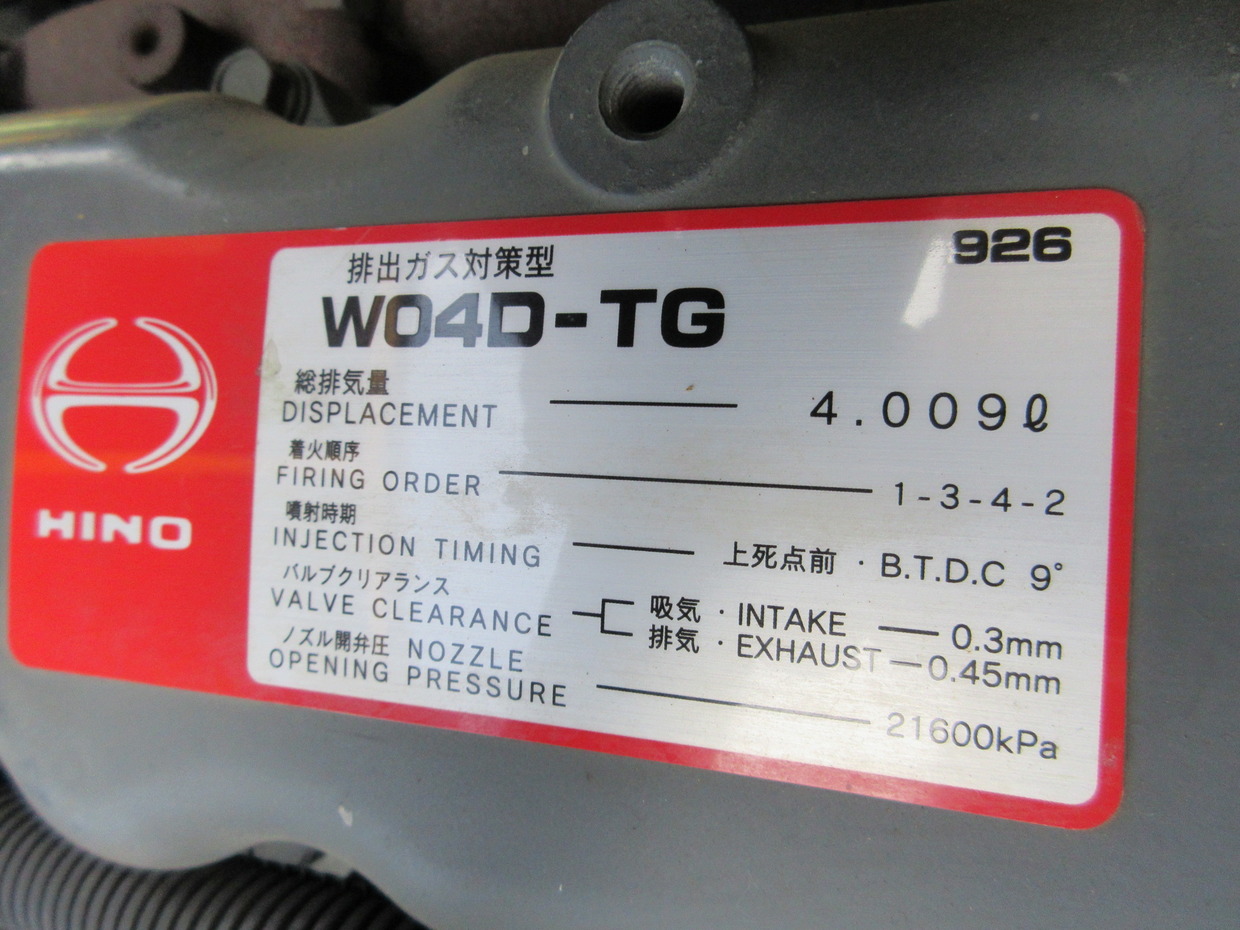 HINO
926
排出ガス対策型
W04D-TG
総排気量
DISPLACEMENT 4.009ℓ
着火順序
FIRING ORDER 1-3-4-2
噴射時期
INJECTION TIMING 上死点前・B.T.D.C 9°
バルブクリアランス
VALVE CLEARANCE 吸気・INTAKE 0.3mm
排気・EXHAUST 0.45mm
ノズル開弁圧 NOZZLE
OPENING PRESSURE 21600kPa